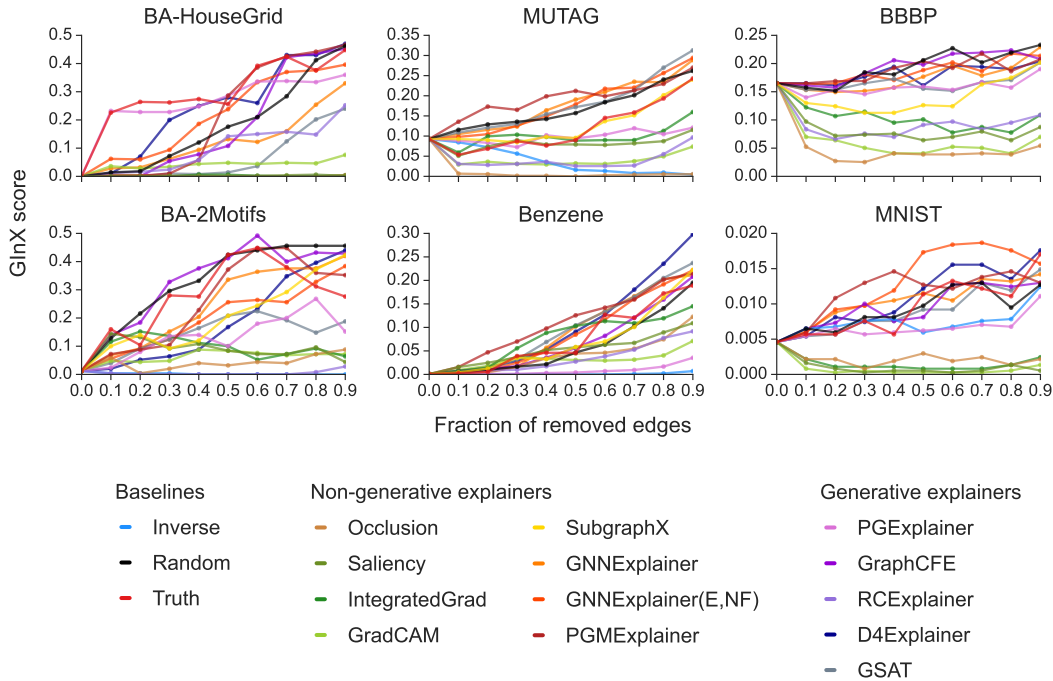 BA-HouseGrid MUTAG BBBP
0.5 0.35 0.25
0.4 0.30 0.20
0.3 0.25 0.15
0.2 0.20 0.10
0.1 0.15 0.05
0.0 0.10 0.00
0.05
0.00
GInX score
BA-2Motifs Benzene MNIST
0.5 0.30 0.020
0.4 0.25 0.015
0.3 0.20 0.010
0.2 0.15 0.005
0.1 0.10 0.000
0.0 0.05
0.00
0.0 0.1 0.2 0.3 0.4 0.5 0.6 0.7 0.8 0.9 0.0 0.1 0.2 0.3 0.4 0.5 0.6 0.7 0.8 0.9 0.0 0.1 0.2 0.3 0.4 0.5 0.6 0.7 0.8 0.9
Fraction of removed edges
Baselines
Inverse
Random
Truth
Non-generative explainers
Occlusion
Saliency
IntegratedGrad
GradCAM
SubgraphX
GNNExplainer
GNNExplainer(E,NF)
PGMExplainer
Generative explainers
PGExplainer
GraphCFE
RCExplainer
D4Explainer
GSAT